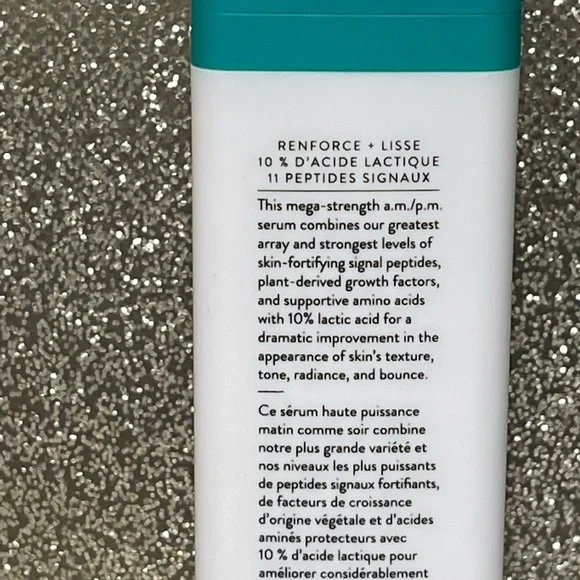 RENFORCE + LISSE
10 % D'ACIDE LACTIQUE
11 PEPTIDES SIGNAUX
This mega-strength a.m./p.m.
serum combines our greatest
array and strongest levels of
skin-fortifying signal peptides,
plant-derived growth factors,
and supportive amino acids
with 10% lactic acid for a
dramatic improvement in the
appearance of skin's texture,
tone, radiance, and bounce.
Ce sérum haute puissance
matin comme soir combine
notre plus grande variété et
nos niveaux les plus puissants
de peptides signaux fortifiants,
de facteurs de croissance
d'origine végétale et d'acides
aminés protecteurs avec
10 % d'acide lactique pour
améliorer considérablement